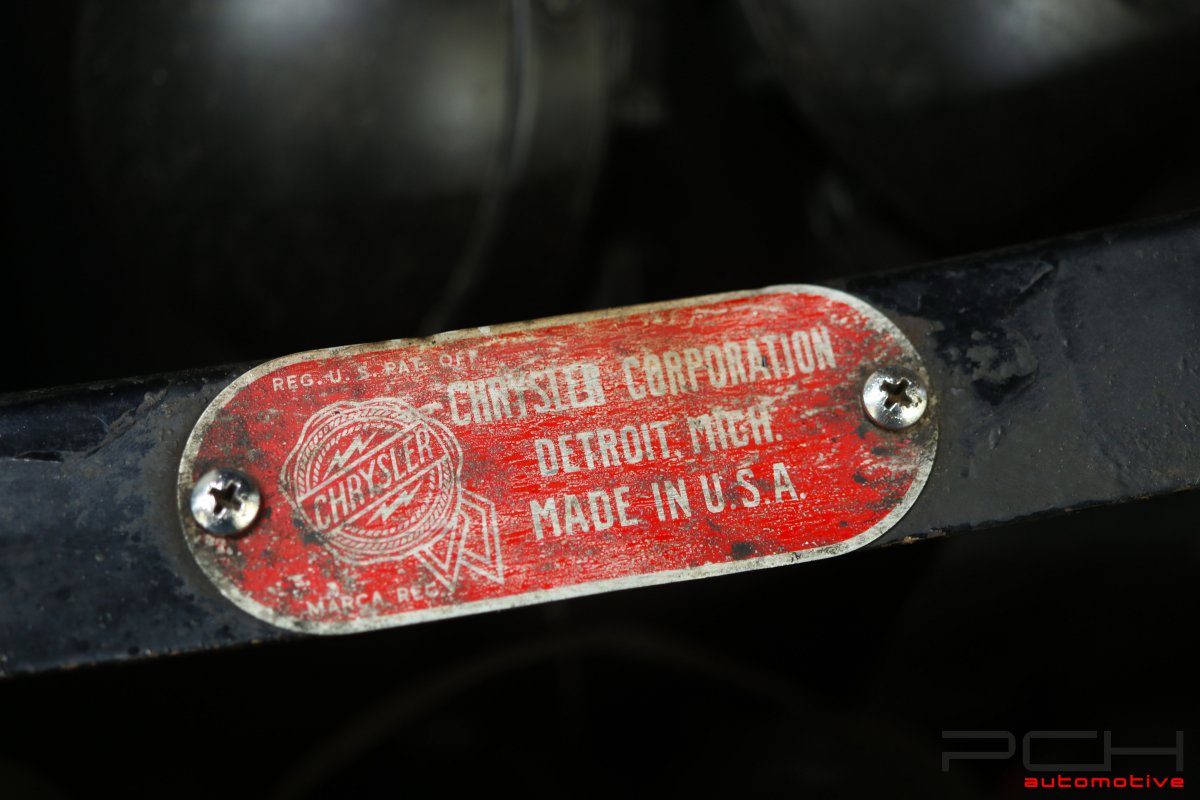 REG. U. S. PAT. OFF.
CHRYSLER CORPORATION
DETROIT, MICH.
MADE IN U.S.A.
CHRYSLER
MARCA REG.
PCH
automotive